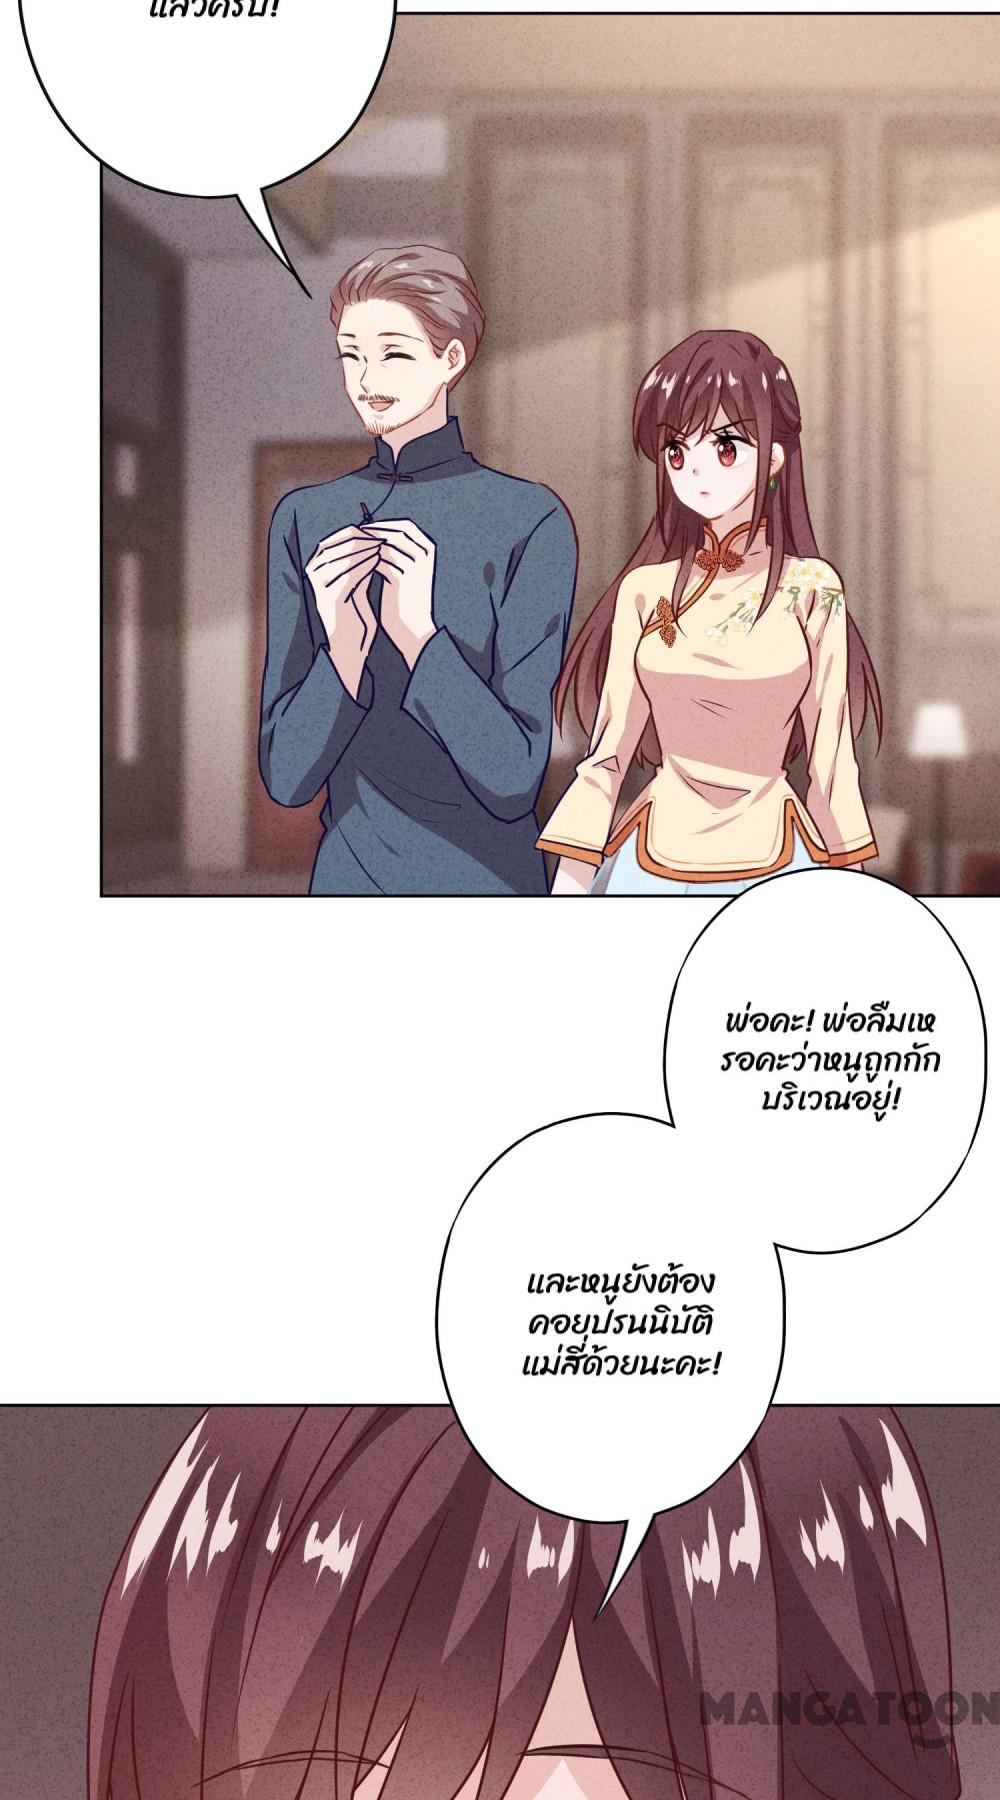 แล้วครับ!
พ่อคะ! พ่อลืมเห
รอคะว่าหนูถูกกัก
บริเวณอยู่!
และหนูยังต้อง
คอยปรนนิบัติ
แม่สี่ด้วยนะคะ!
MANGATOON